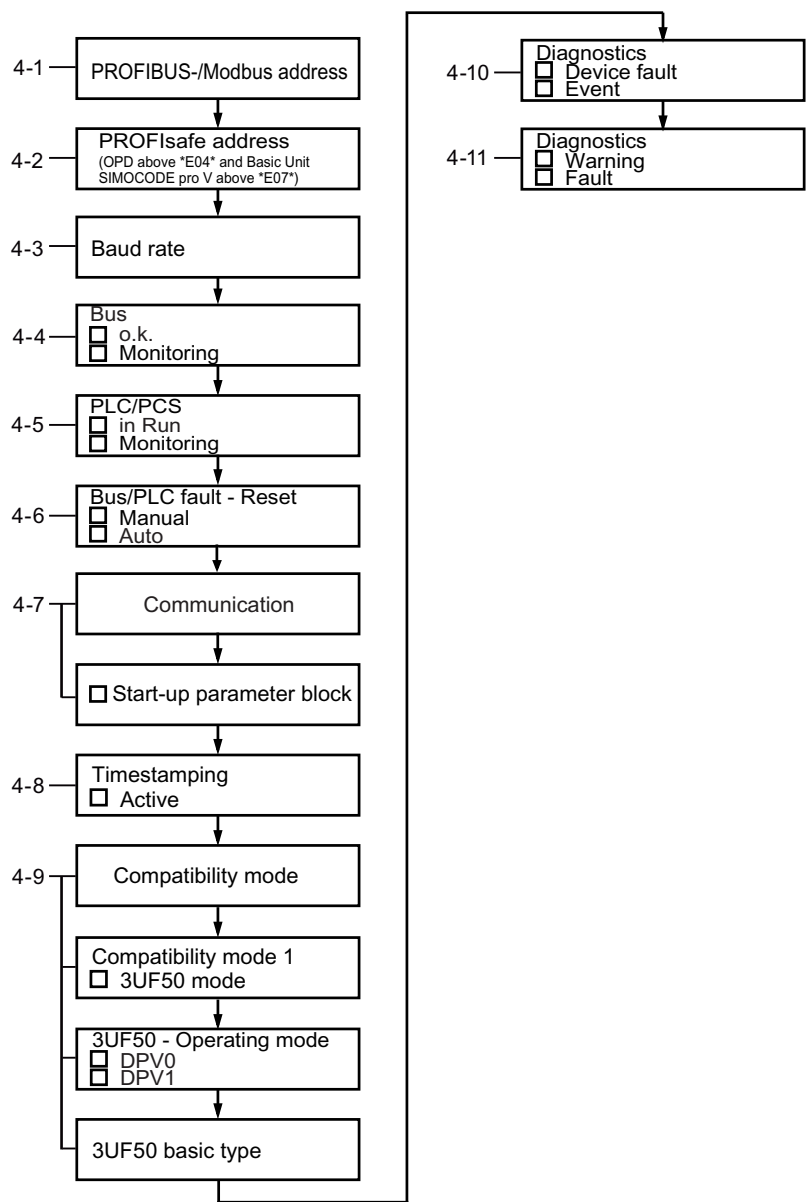 4-1
PROFIBUS-/Modbus address
4-2
PROFIsafe address
(OPD above *E04* and Basic Unit
SIMOCODE pro V above *E07*)
4-3
Baud rate
4-4
Bus
o.k.
Monitoring
4-5
PLC/PCS
in Run
Monitoring
4-6
Bus/PLC fault - Reset
Manual
Auto
4-7
Communication
Start-up parameter block
4-8
Timestamping
Active
4-9
Compatibility mode
Compatibility mode 1
3UF50 mode
3UF50 - Operating mode
DPV0
DPV1
3UF50 basic type
4-10
Diagnostics
Device fault
Event
4-11
Diagnostics
Warning
Fault